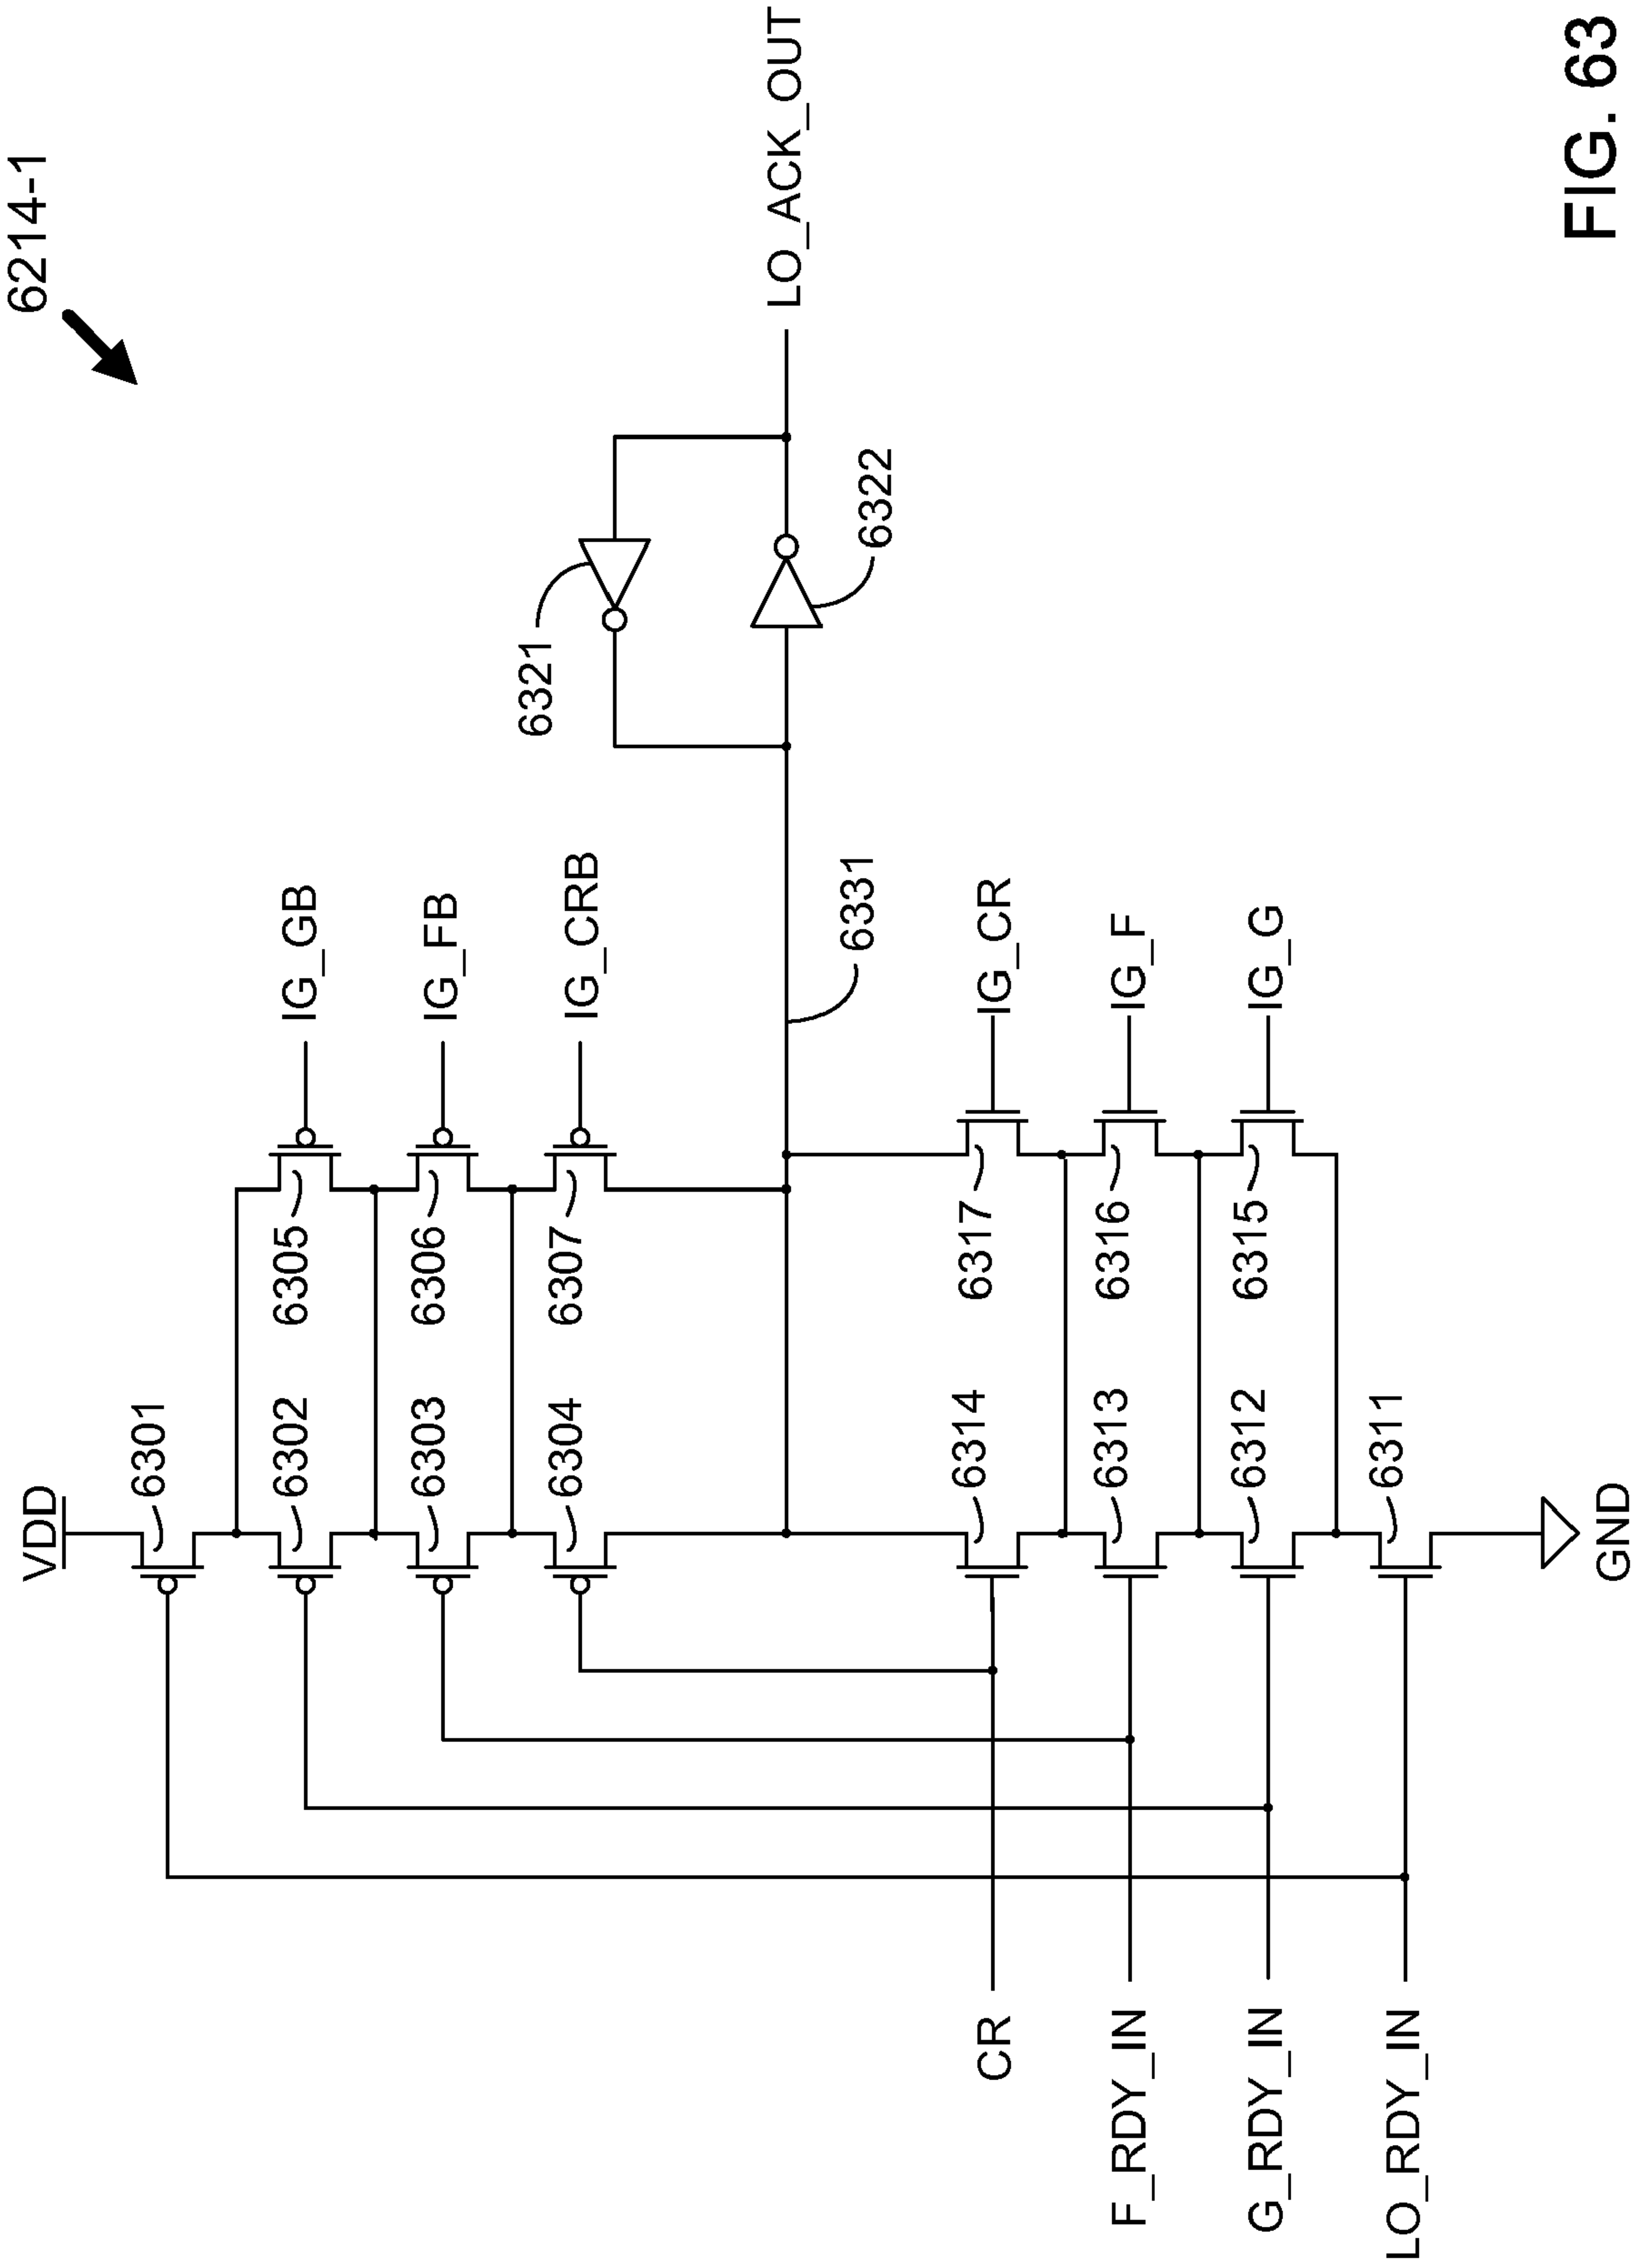 6214-1
VDD
6301
6302
6303
6304
6305
6306
6307
IG_GB
IG_FB
IG_CRB
6321
6322
LO_ACK_OUT
6331
6314
6313
6312
6311
6317
6316
6315
IG_CR
IG_F
IG_G
CR
F_RDY_IN
G_RDY_IN
LO_RDY_IN
GND
FIG. 63